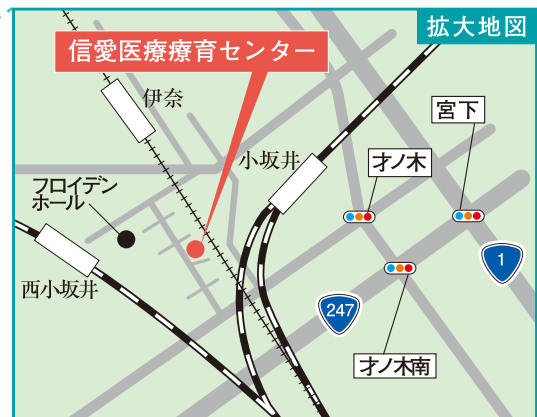 拡大地図
信愛医療療育センター
伊奈
宮下
小坂井
才ノ木
フロイデン
ホール
西小坂井
1
247
才ノ木南